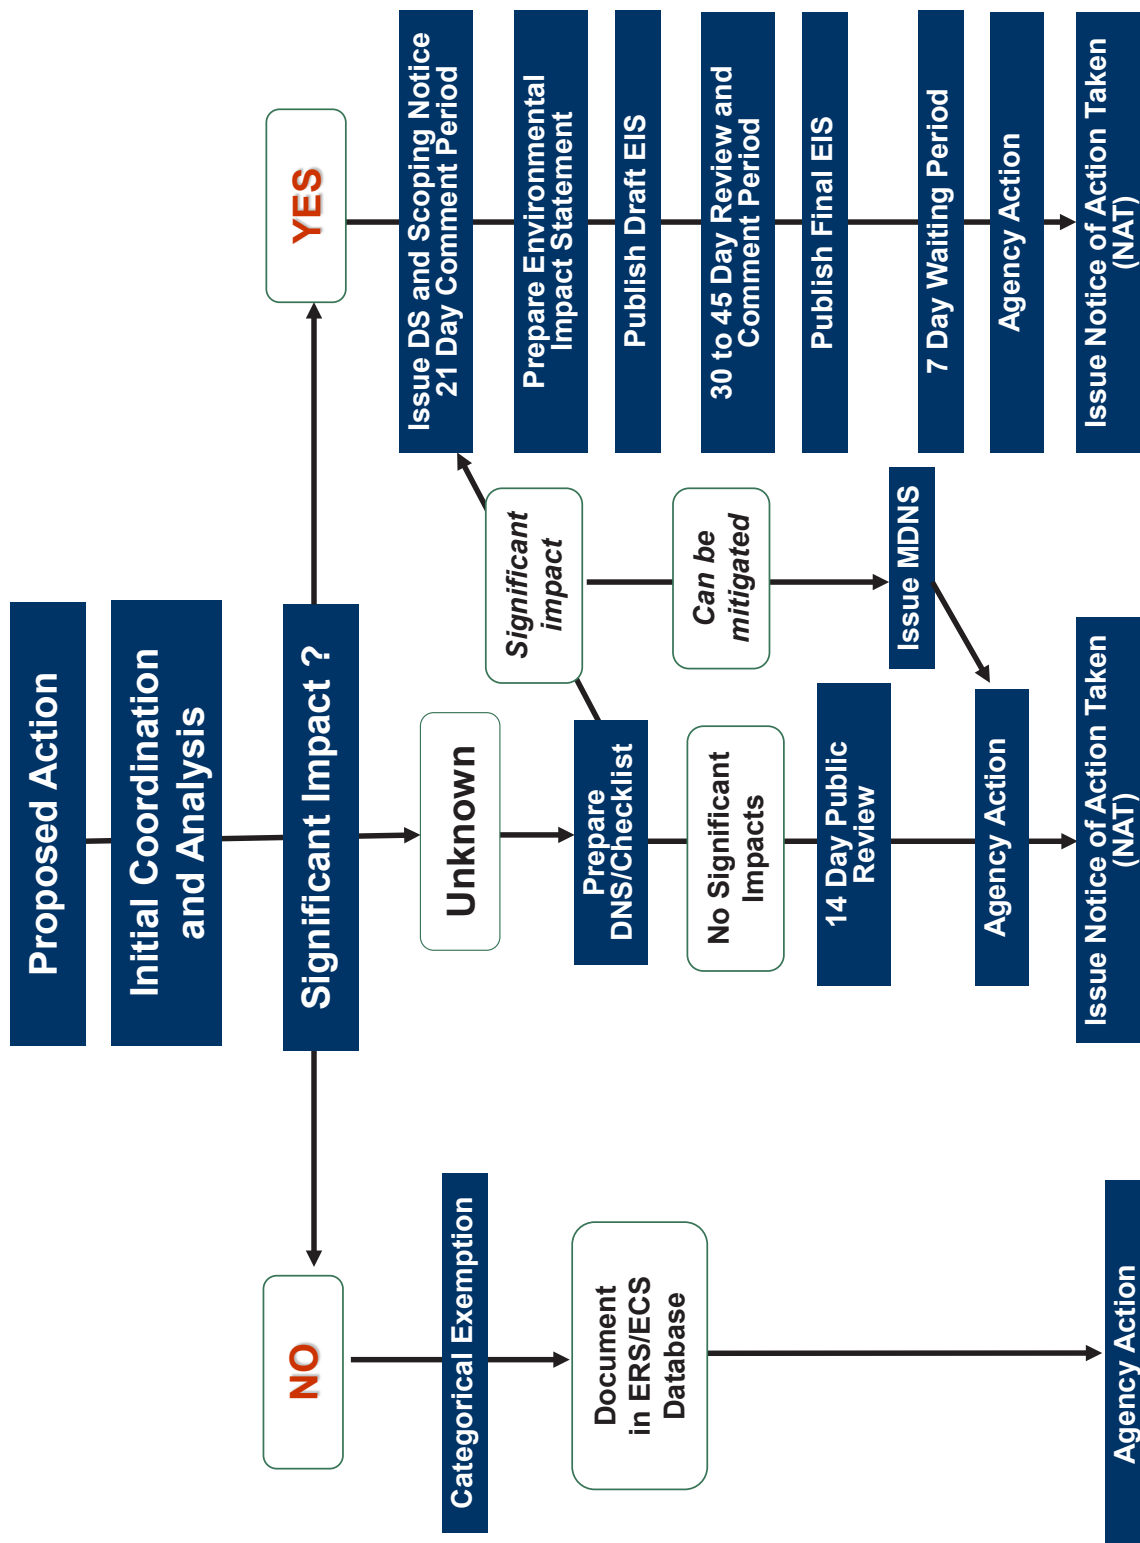 Proposed Action
Initial Coordination
and Analysis
Significant Impact ?
NO
Categorical Exemption
Document
in ERS/ECS
Database
Agency Action
Unknown
Prepare
DNS/Checklist
No Significant
Impacts
14 Day Public
Review
Agency Action
Issue Notice of Action Taken
(NAT)
Significant
impact
Can be
mitigated
Issue MDNS
YES
Issue DS and Scoping Notice
21 Day Comment Period
Prepare Environmental
Impact Statement
Publish Draft EIS
30 to 45 Day Review and
Comment Period
Publish Final EIS
7 Day Waiting Period
Agency Action
Issue Notice of Action Taken
(NAT)